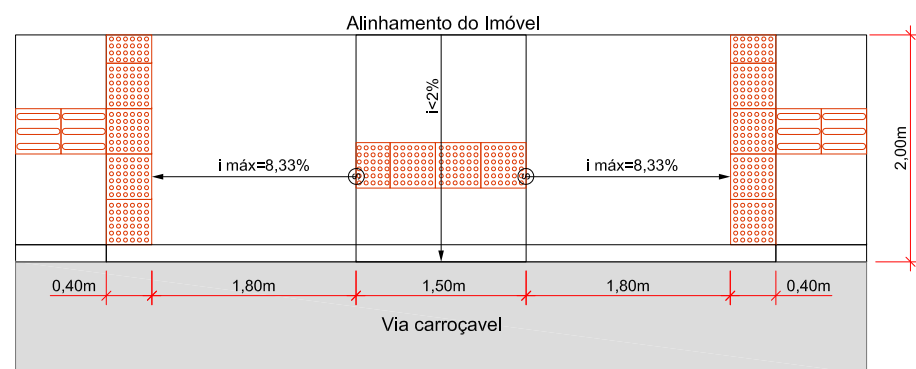 Alinhamento do Imóvel
i<2%
i máx=8,33%
i máx=8,33%
S
S
2,00m
0,40m
1,80m
1,50m
1,80m
0,40m
Via carroçavel